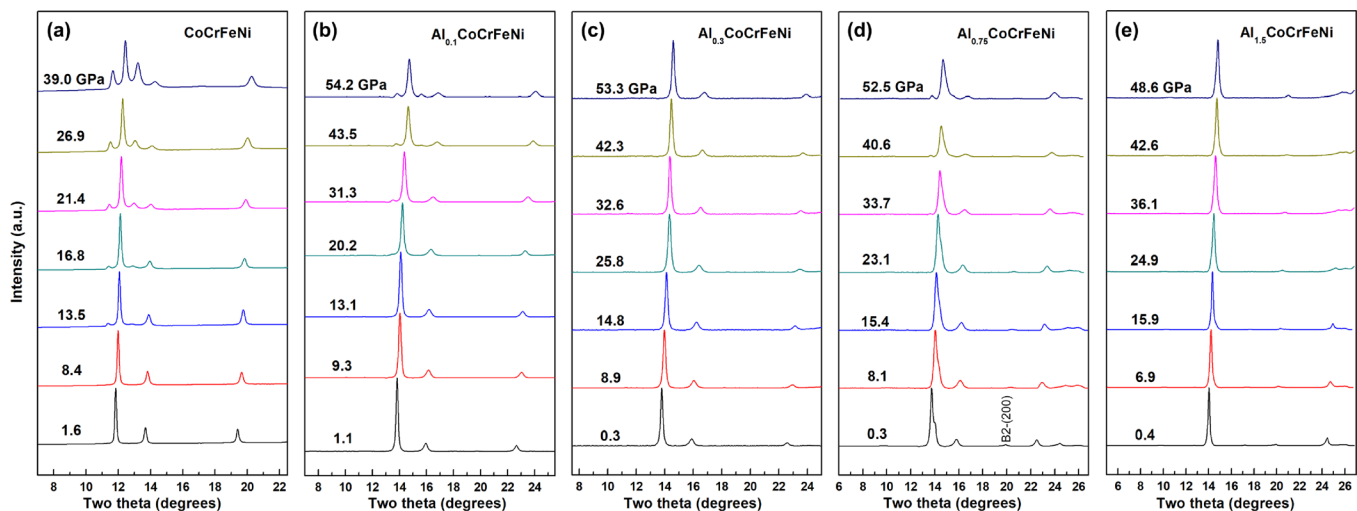 (a) CoCrFeNi
39.0 GPa
26.9
21.4
16.8
13.5
8.4
1.6
8 10 12 14 16 18 20 22
Two theta (degrees)
Intensity (a.u.)
(b) Al0.1CoCrFeNi
54.2 GPa
43.5
31.3
20.2
13.1
9.3
1.1
8 10 12 14 16 18 20 22 24
Two theta (degrees)
(c) Al0.3CoCrFeNi
53.3 GPa
42.3
32.6
25.8
14.8
8.9
0.3
8 10 12 14 16 18 20 22 24
Two theta (degrees)
(d) Al0.75CoCrFeNi
52.5 GPa
40.6
33.7
23.1
15.4
8.1
0.3
B2-(200)
6 8 10 12 14 16 18 20 22 24 26
Two theta (degrees)
(e) Al1.5CoCrFeNi
48.6 GPa
42.6
36.1
24.9
15.9
6.9
0.4
6 8 10 12 14 16 18 20 22 24 26
Two theta (degrees)